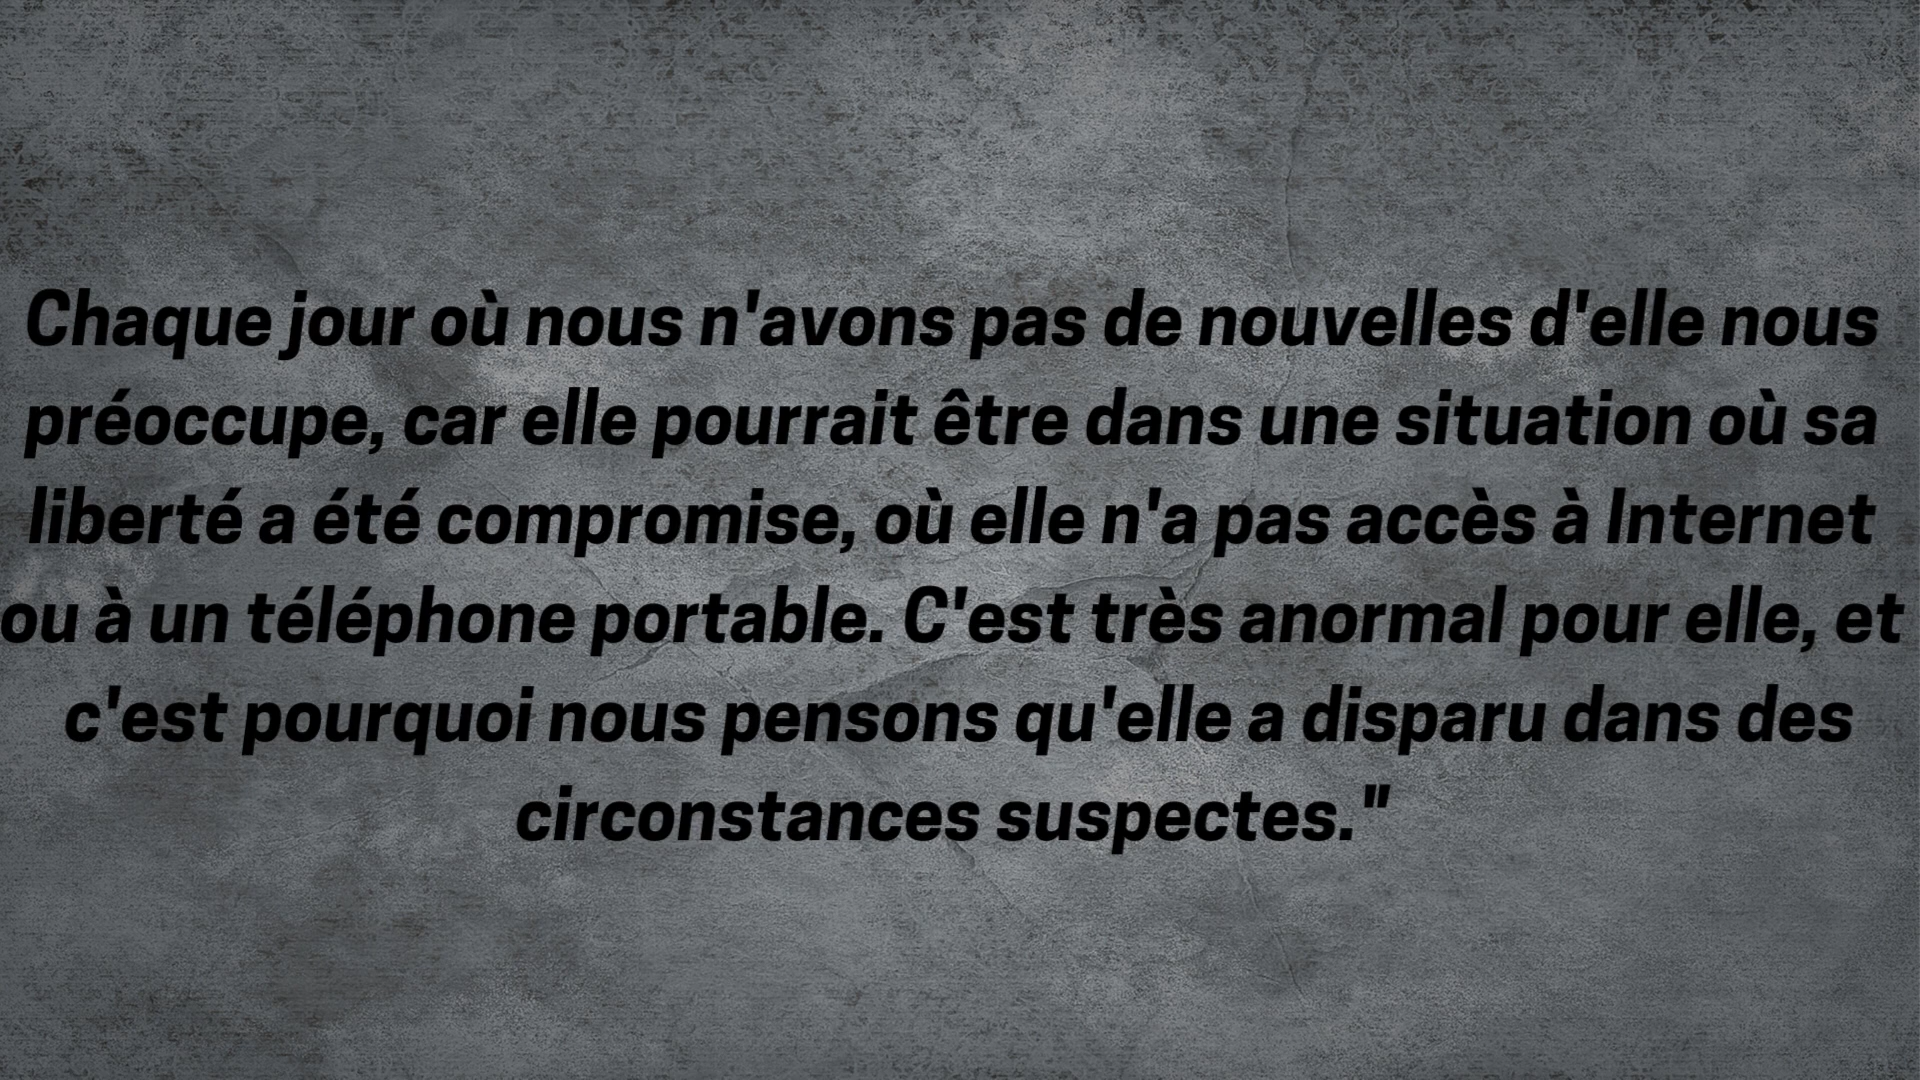 Chaque jour où nous n'avons pas de nouvelles d'elle nous
préoccupe, car elle pourrait être dans une situation où sa
liberté a été compromise, où elle n'a pas accès à Internet
ou à un téléphone portable. C'est très anormal pour elle, et
c'est pourquoi nous pensons qu'elle a disparu dans des
circonstances suspectes."